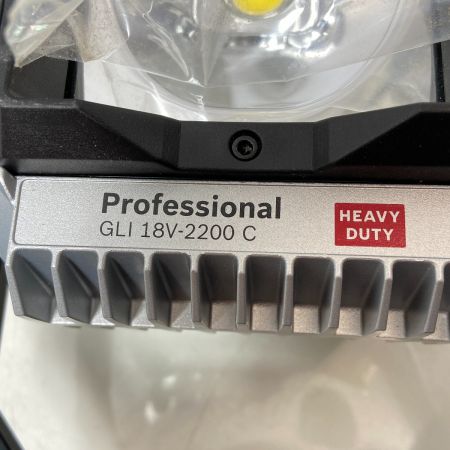 Professional
GLI 18V-2200 C
HEAVY
DUTY